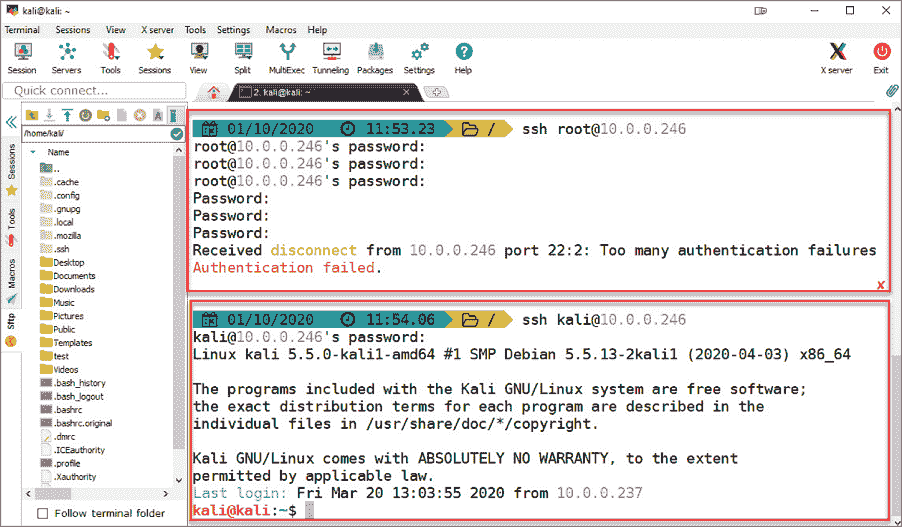 kali@kali: ~
Terminal Sessions View X server Tools Settings Macros Help
Session Servers Tools Sessions View Split MultiExec Tunneling Packages Settings Help X server Exit
Quick connect...
2. kali@kali: ~
/home/kali/
Sessions
Tools
Macros
Sftp
Name
..
.cache
.config
.gnupg
.local
.mozilla
.ssh
Desktop
Documents
Downloads
Music
Pictures
Public
Templates
test
Videos
.bash_history
.bash_logout
.bashrc
.bashrc.original
.dmrc
.ICEauthority
.profile
.Xauthority
Follow terminal folder
01/10/2020 11:53.23 / ssh root@10.0.0.246
root@10.0.0.246's password:
root@10.0.0.246's password:
root@10.0.0.246's password:
Password:
Password:
Password:
Received disconnect from 10.0.0.246 port 22:2: Too many authentication failures
Authentication failed.
01/10/2020 11:54.06 / ssh kali@10.0.0.246
kali@10.0.0.246's password:
Linux kali 5.5.0-kali1-amd64 #1 SMP Debian 5.5.13-2kali1 (2020-04-03) x86_64
The programs included with the Kali GNU/Linux system are free software;
the exact distribution terms for each program are described in the
individual files in /usr/share/doc/*/copyright.
Kali GNU/Linux comes with ABSOLUTELY NO WARRANTY, to the extent
permitted by applicable law.
Last login: Fri Mar 20 13:03:55 2020 from 10.0.0.237
kali@kali:~$